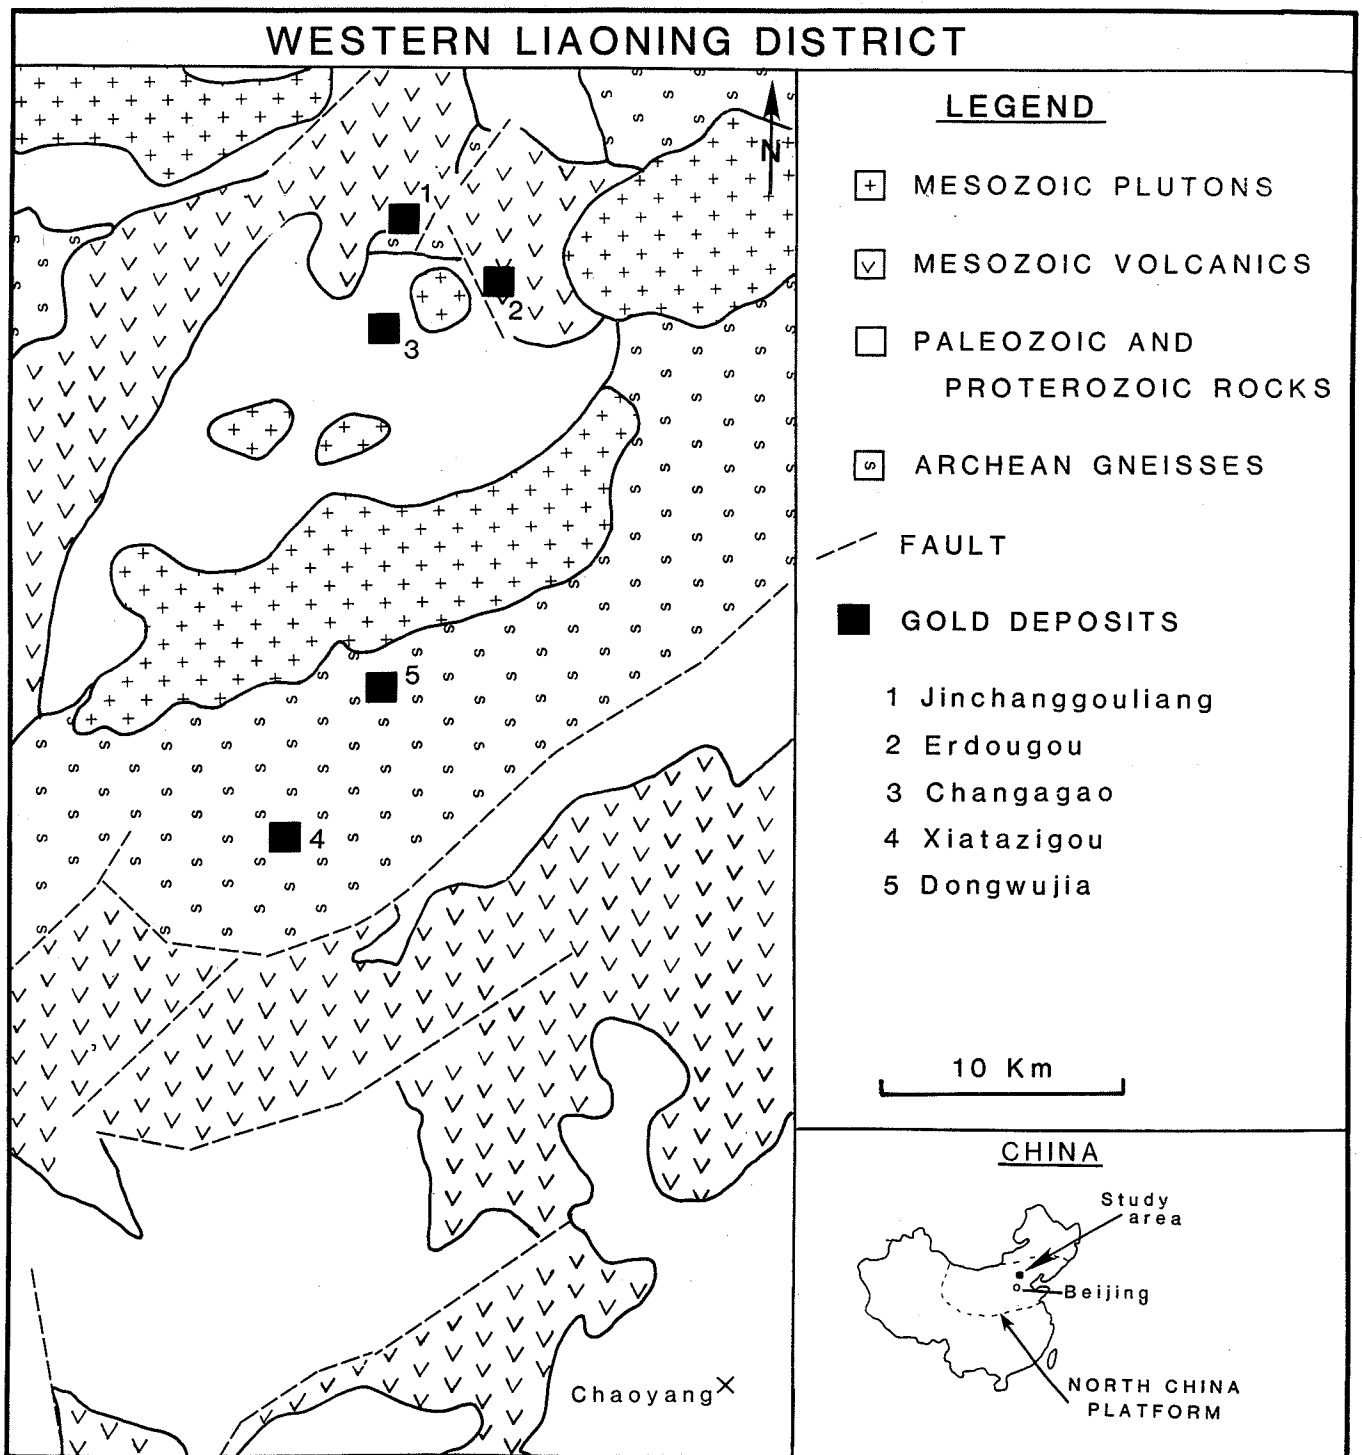 WESTERN LIAONING DISTRICT
N
1
2
3
5
4
Chaoyang
LEGEND
+ MESOZOIC PLUTONS
v MESOZOIC VOLCANICS
PALEOZOIC AND
PROTEROZOIC ROCKS
s ARCHEAN GNEISSES
FAULT
GOLD DEPOSITS
1 Jinchanggouliang
2 Erdougou
3 Changagao
4 Xiatazigou
5 Dongwujia
10 Km
CHINA
Study
area
Beijing
NORTH CHINA
PLATFORM